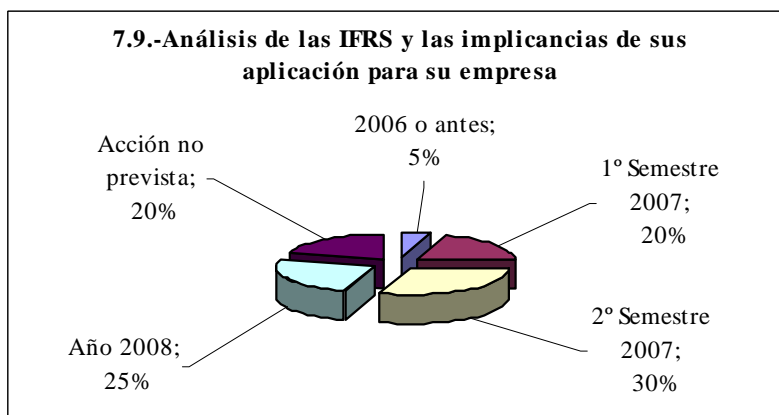 7.9.-Análisis de las IFRS y las implicancias de sus
aplicación para su empresa
2006 o antes;
5%
1º Semestre
2007;
20%
2º Semestre
2007;
30%
Año 2008;
25%
Acción no
prevista;
20%